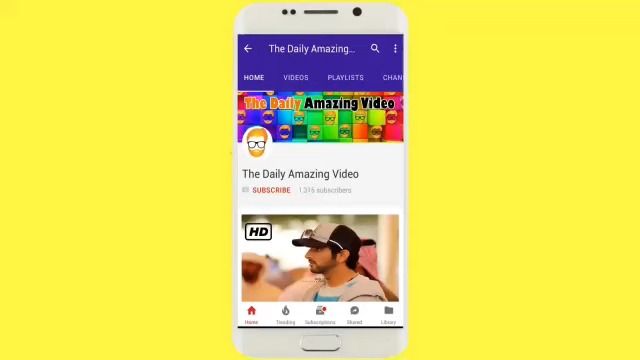 The Daily Amazing...
HOME VIDEOS PLAYLISTS CHAN
The Daily Amazing Video
The Daily Amazing Video
SUBSCRIBE 1,316 subscribers
HD
Home Trending Subscriptions Shared Library